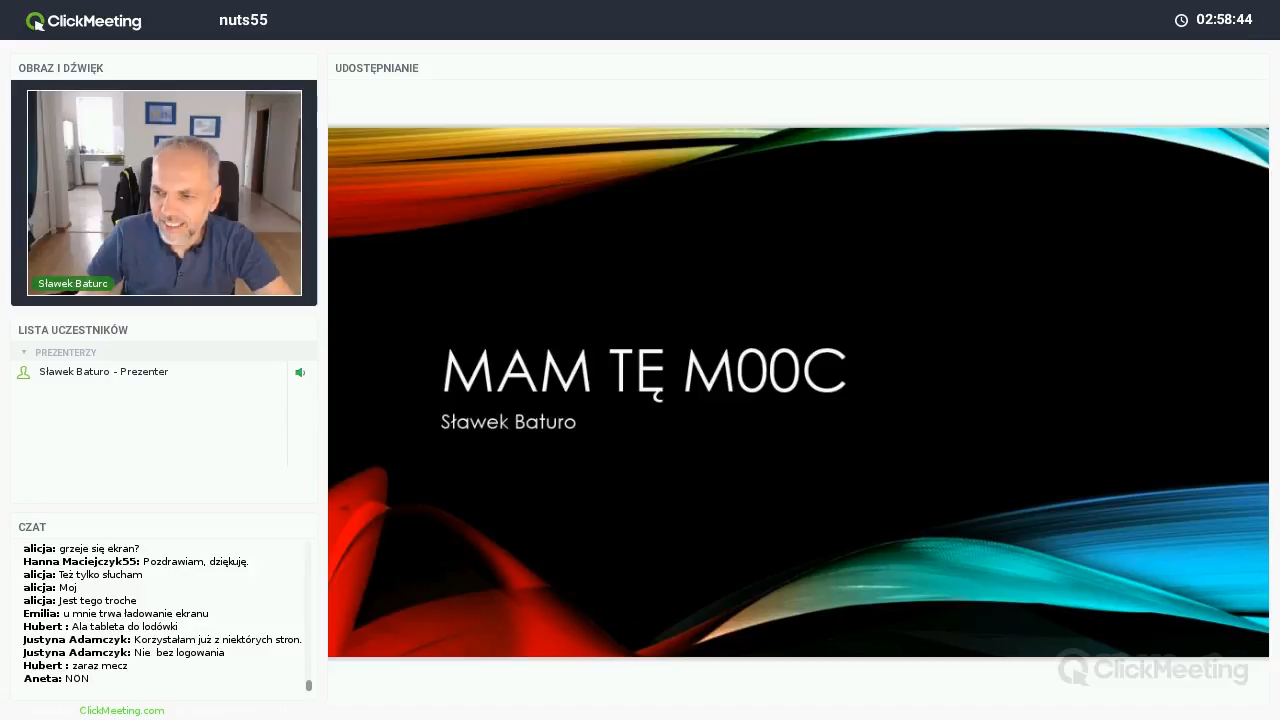 ClickMeeting
nuts55
02:58:44
OBRAZ I DŹWIĘK
UDOSTĘPNIANIE
Sławek Baturo
LISTA UCZESTNIKÓW
PREZENTERZY
Sławek Baturo - Prezenter
MAM TĘ M00C
Sławek Baturo
CZAT
alicja: grzeje się ekran?
Hanna Maciejczyk55: Pozdrawiam, dziękuję.
alicja: Też tylko słucham
alicja: Moj
alicja: Jest tego troche
Emilia: u mnie trwa ładowanie ekranu
Hubert : Ala tableta do lodówki
Justyna Adamczyk: Korzystałam już z niektórych stron.
Justyna Adamczyk: Nie bez logowania
Hubert : zaraz mecz
Aneta: NON
ClickMeeting
ClickMeeting.com